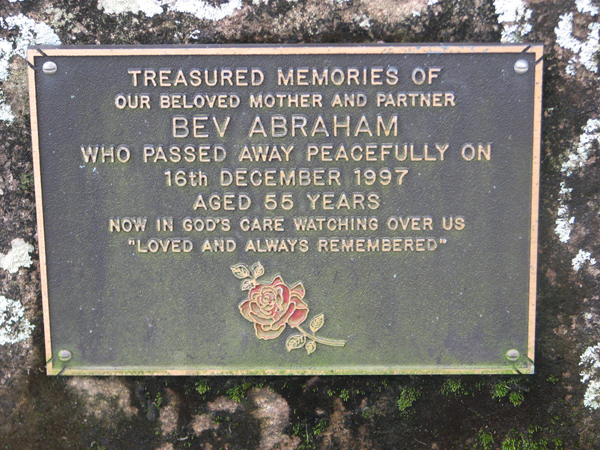 TREASURED MEMORIES OF
OUR BELOVED MOTHER AND PARTNER
BEV ABRAHAM
WHO PASSED AWAY PEACEFULLY ON
16th DECEMBER 1997
AGED 55 YEARS
NOW IN GOD'S CARE WATCHING OVER US
"LOVED AND ALWAYS REMEMBERED"